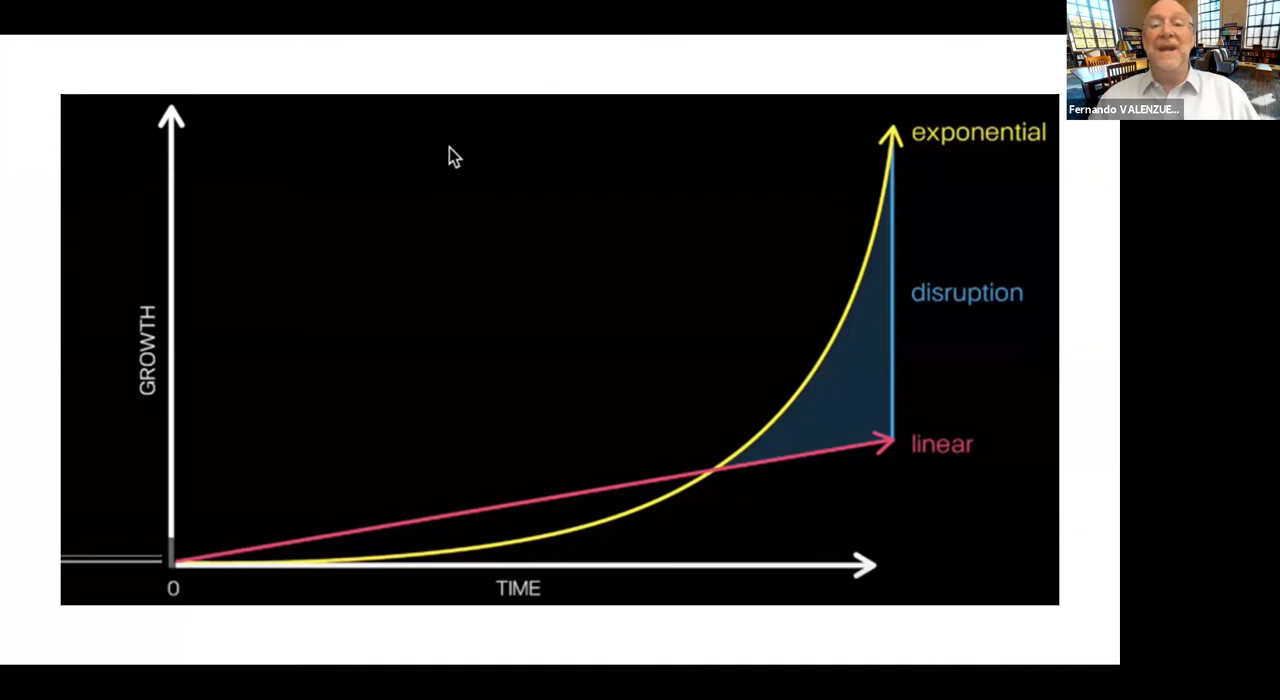 Fernando VALENZUE...
exponential
disruption
GROWTH
linear
0
TIME